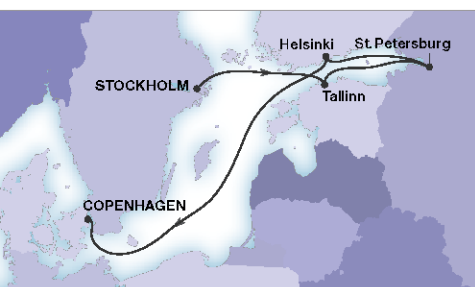 Helsinki
St.Petersburg
STOCKHOLM
Tallinn
COPENHAGEN